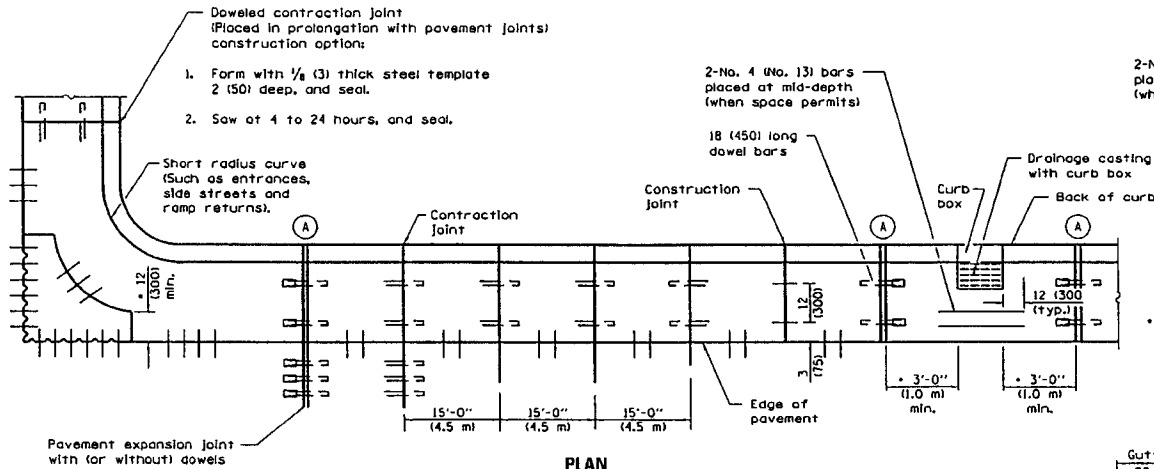 Doweled contraction joint
(Placed in prolongation with pavement joints)
construction option:
1. Form with 1/8 (3) thick steel template
2 (50) deep, and seal.
2. Saw at 4 to 24 hours, and seal.
Short radius curve
(Such as entrances,
side streets and
ramp returns).
• 12
(300)
min.
A
Contraction
joint
Construction
joint
2-No. 4 (No. 13) bars
placed at mid-depth
(when space permits)
18 (450) long
dowel bars
A
Curb
box
Drainage casting
with curb box
Back of curb
A
2-N
pla
(wh
12
(300)
3
(75)
12 (300
(typ.)
•
15'-0"
(4.5 m)
15'-0"
(4.5 m)
15'-0"
(4.5 m)
Edge of
pavement
• 3'-0"
(1.0 m)
min.
• 3'-0"
(1.0 m)
min.
Pavement expansion joint
with (or without) dowels
PLAN
Gutt